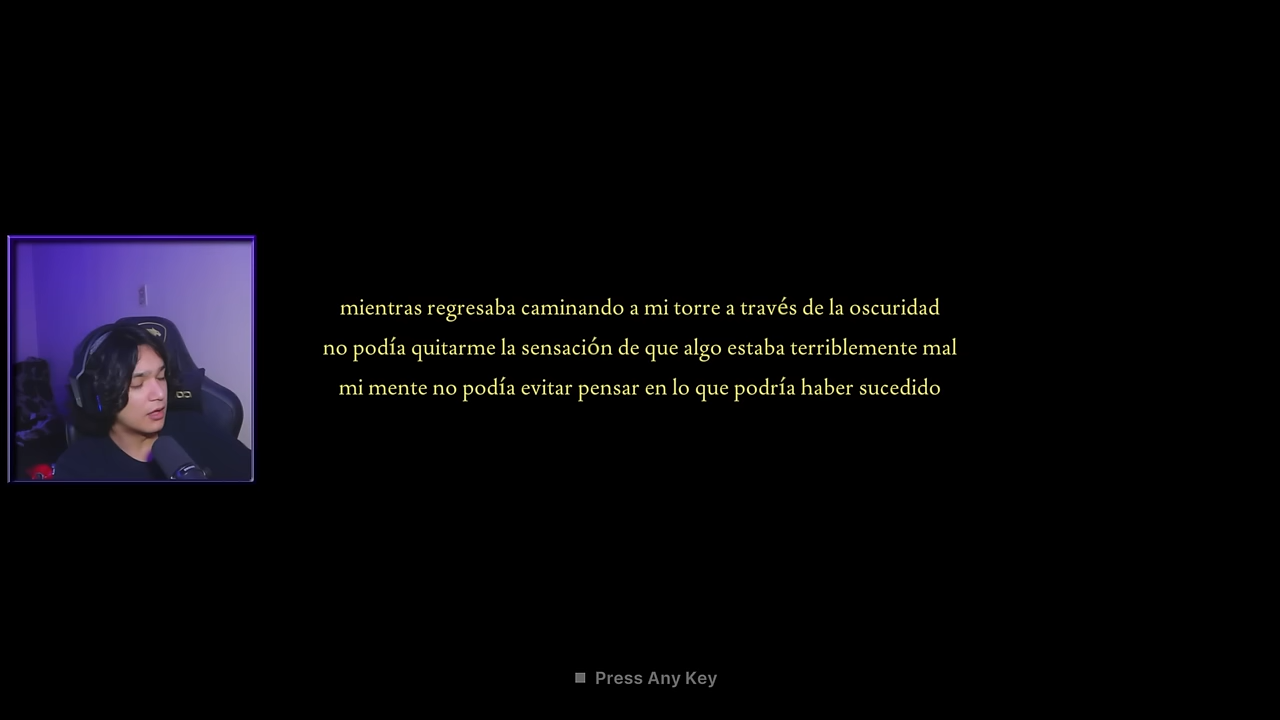 mientras regresaba caminando a mi torre a través de la oscuridad
no podía quitarme la sensación de que algo estaba terriblemente mal
mi mente no podía evitar pensar en lo que podría haber sucedido
Press Any Key